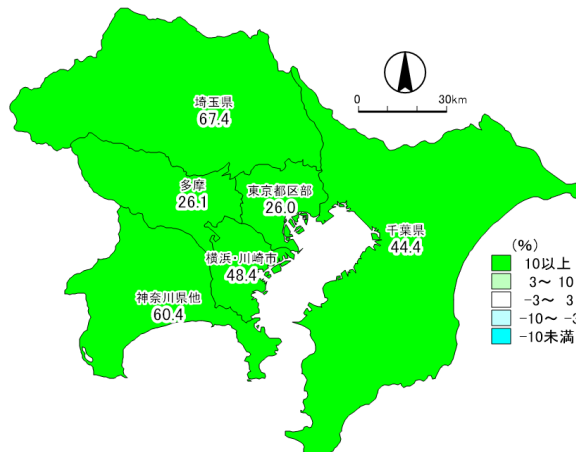 0 30km
埼玉県
67.4
多摩
26.1
東京都区部
26.0
千葉県
44.4
横浜・川崎市
48.4
神奈川県他
60.4
(%)
10以上
3～ 10
-3～ 3
-10～ -3
-10未満